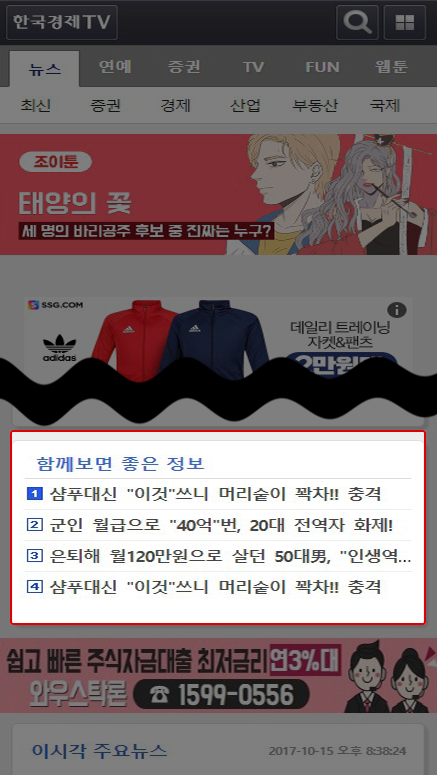 한국경제TV
뉴스 연예 증권 TV FUN 웹툰
최신 증권 경제 산업 부동산 국제
조이툰
태양의 꽃
세 명의 바리공주 후보 중 진짜는 누구?
SSG.COM
adidas
데일리 트레이닝
자켓&팬츠
함께보면 좋은 정보
1 샴푸대신 "이것"쓰니 머리숱이 꽉차!! 충격
2 군인 월급으로 "40억"번, 20대 전역자 화제!
3 은퇴해 월120만원으로 살던 50대男, "인생역...
4 샴푸대신 "이것"쓰니 머리숱이 꽉차!! 충격
쉽고 빠른 주식자금대출 최저금리 연3%대
와우스탁론 ☎ 1599-0556
이시각 주요뉴스 2017-10-15 오후 8:38:24